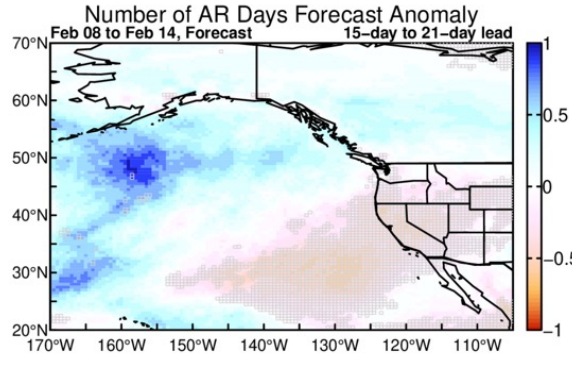 Number of AR Days Forecast Anomaly
Feb 08 to Feb 14, Forecast 15-day to 21-day lead
70°N 1
60°N
0.5
50°N
0
40°N
-0.5
30°N
20°N -1
170°W 160°W 150°W 140°W 130°W 120°W 110°W